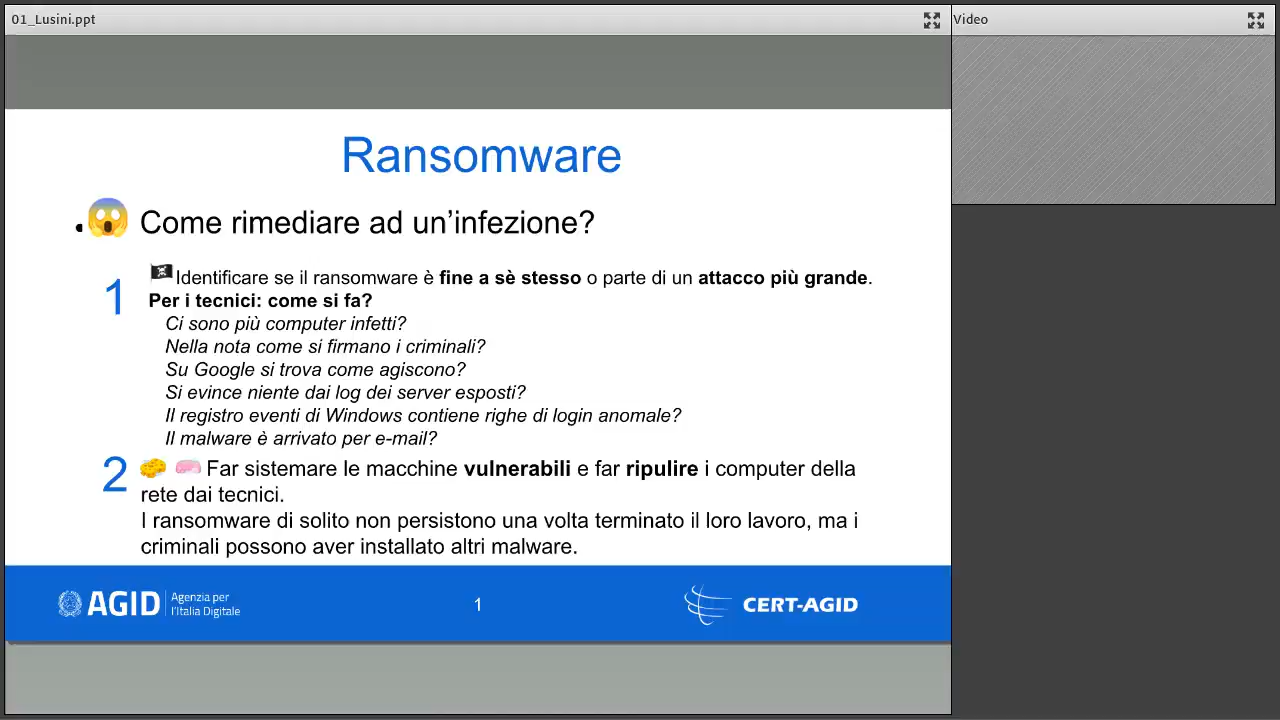 01_Lusini.ppt
Video
Ransomware
Come rimediare ad un'infezione?
1
Identificare se il ransomware è fine a sè stesso o parte di un attacco più grande.
Per i tecnici: come si fa?
Ci sono più computer infetti?
Nella nota come si firmano i criminali?
Su Google si trova come agiscono?
Si evince niente dai log dei server esposti?
Il registro eventi di Windows contiene righe di login anomale?
Il malware è arrivato per e-mail?
2
Far sistemare le macchine vulnerabili e far ripulire i computer della
rete dai tecnici.
I ransomware di solito non persistono una volta terminato il loro lavoro, ma i
criminali possono aver installato altri malware.
AGID
Agenzia per
l'Italia Digitale
1
CERT-AGID